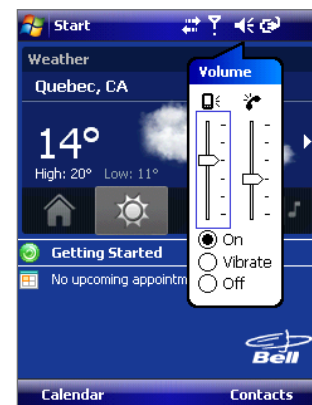 Start
Weather
Quebec, CA
14°
High: 20° Low: 11°
Volume
On
Vibrate
Off
Getting Started
No upcoming appointm
Bell
Calendar Contacts